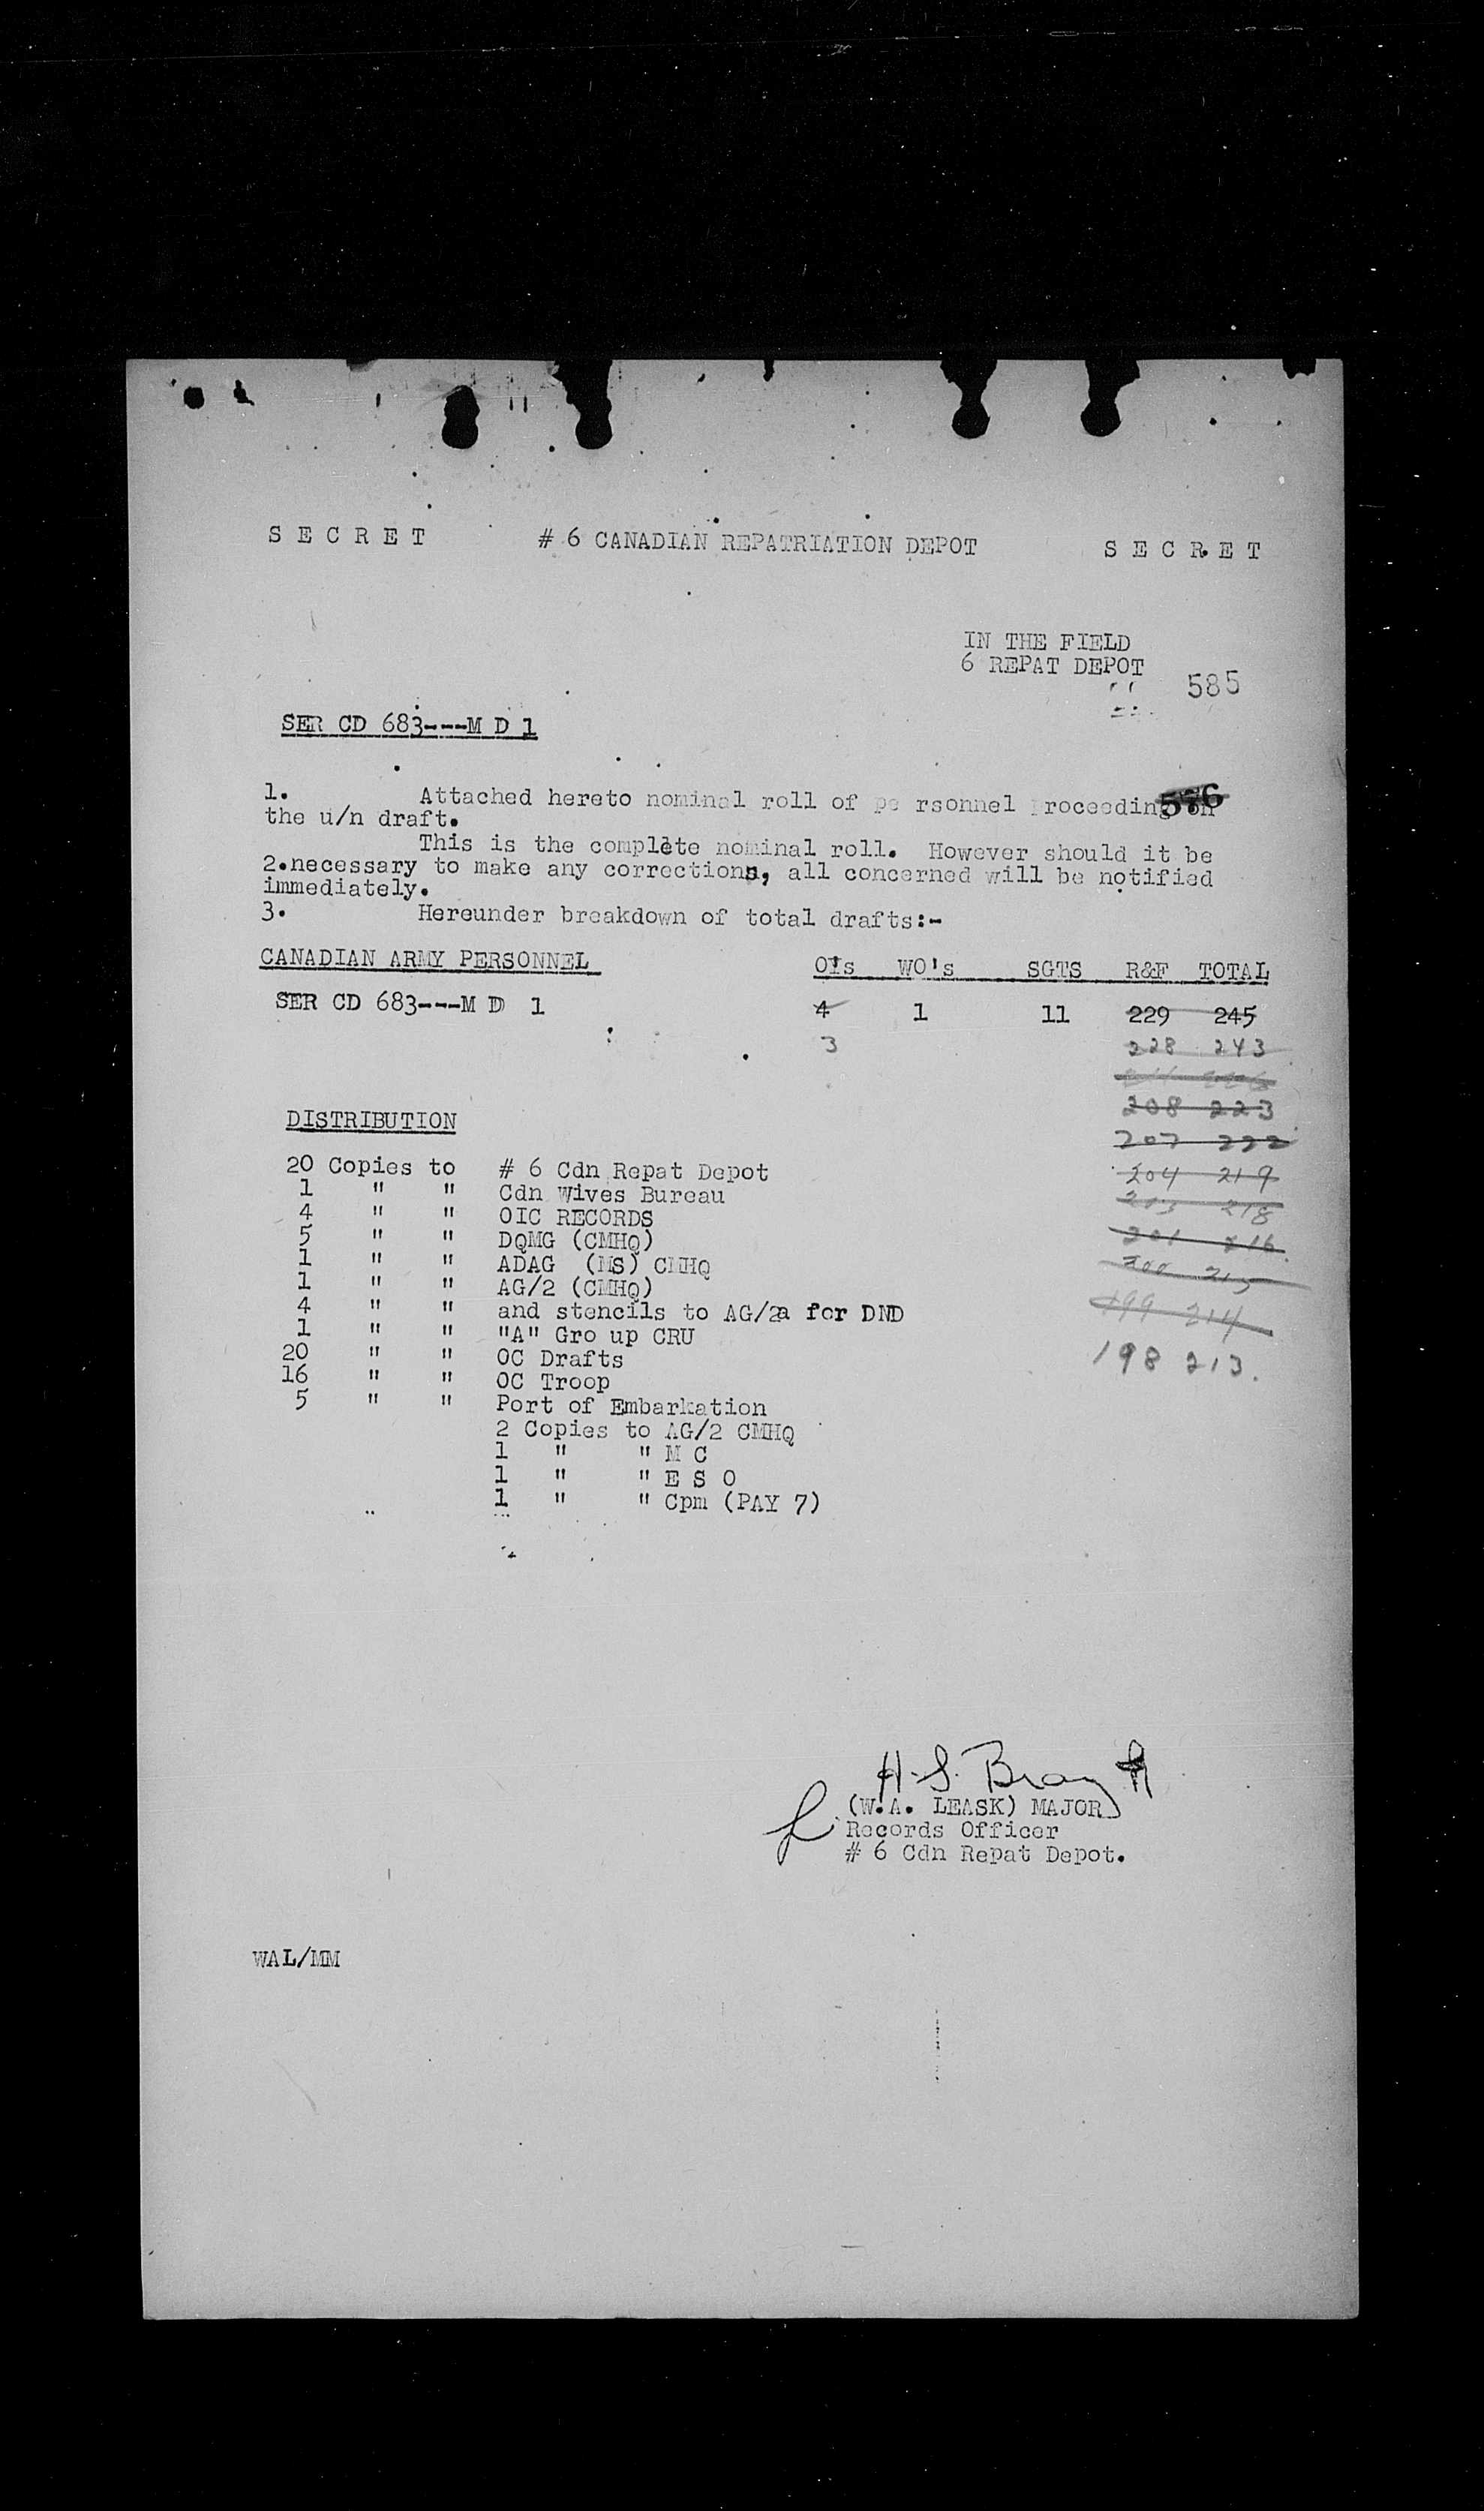 S E C R E T # 6 CANADIAN REPATRIATION DEPOT S E C R E T
IN THE FIELD
6 REPAT DEPOT
585
SER CD 683---M D 1
1. Attached hereto nominal roll of pe rsonnel proceeding on
576
the u/n draft.
This is the complete nominal roll. However should it be
2.necessary to make any corrections, all concerned will be notified
immediately.
3. Hereunder breakdown of total drafts:-
CANADIAN ARMY PERSONNEL O's WO's SGTS R&F TOTAL
SER CD 683---M D 1 4 1 11 229 245
3 228 243
208 223
DISTRIBUTION
207 222
20 Copies to # 6 Cdn Repat Depot
204 219
1 " " Cdn Wives Bureau
218
4 " " OIC RECORDS
5 " " DQMG (CMHQ)
201 216
1 " " ADAG (MS) CMHQ
200 215
1 " " AG/2 (CMHQ)
4 " " and stencils to AG/2a for DND
199 214
1 " " "A" Gro up CRU
20 " " OC Drafts
198 213.
16 " " OC Troop
5 " " Port of Embarkation
2 Copies to AG/2 CMHQ
1 " " M C
1 " " E S O
1 " " Cpm (PAY 7)
H.S. Bray
(W.A. LEASK) MAJOR
Records Officer
# 6 Cdn Repat Depot.
WAL/MM